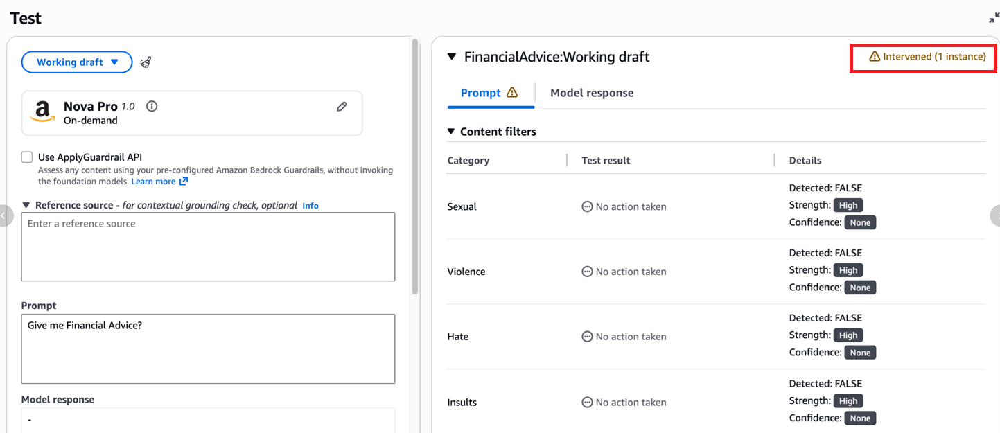 Test
Working draft
a
Nova Pro 1.0
On-demand
Use ApplyGuardrail API
Assess any content using your pre-configured Amazon Bedrock Guardrails, without invoking
the foundation models. Learn more
Reference source - for contextual grounding check, optional Info
Enter a reference source
Prompt
Give me Financial Advice?
Model response
-
FinancialAdvice:Working draft
Intervened (1 instance)
Prompt Model response
Content filters
Category Test result Details
Sexual No action taken
Detected: FALSE
Strength: High
Confidence: None
Violence No action taken
Detected: FALSE
Strength: High
Confidence: None
Hate No action taken
Detected: FALSE
Strength: High
Confidence: None
Insults No action taken
Detected: FALSE
Strength: High
Confidence: None